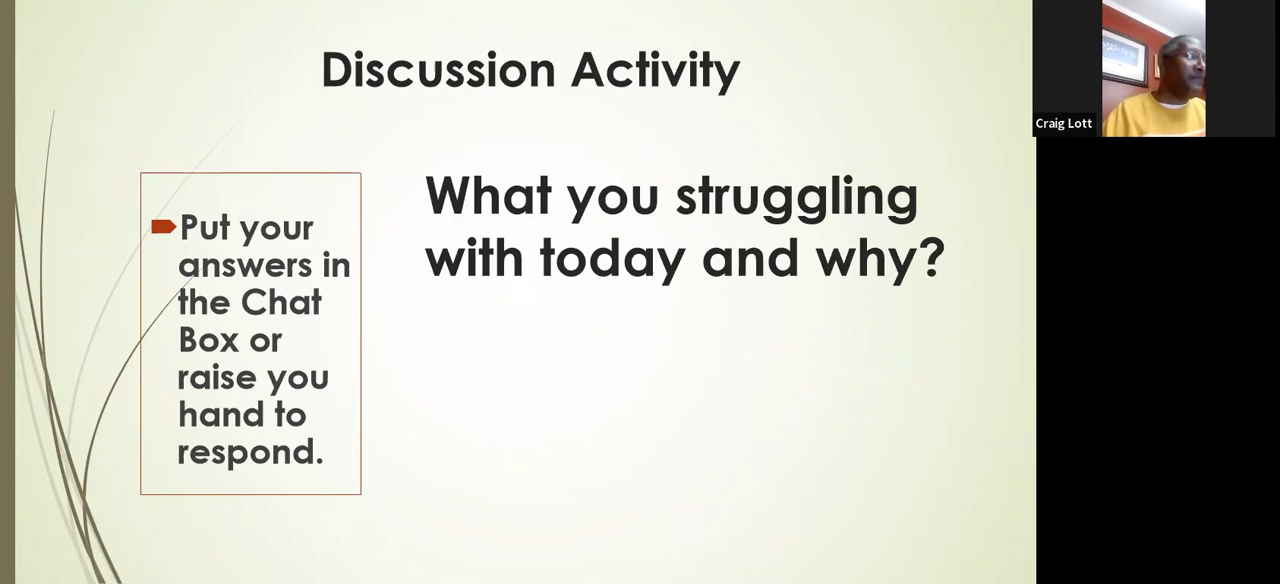 Discussion Activity
Put your
answers in
the Chat
Box or
raise you
hand to
respond.
What you struggling
with today and why?
Craig Lott